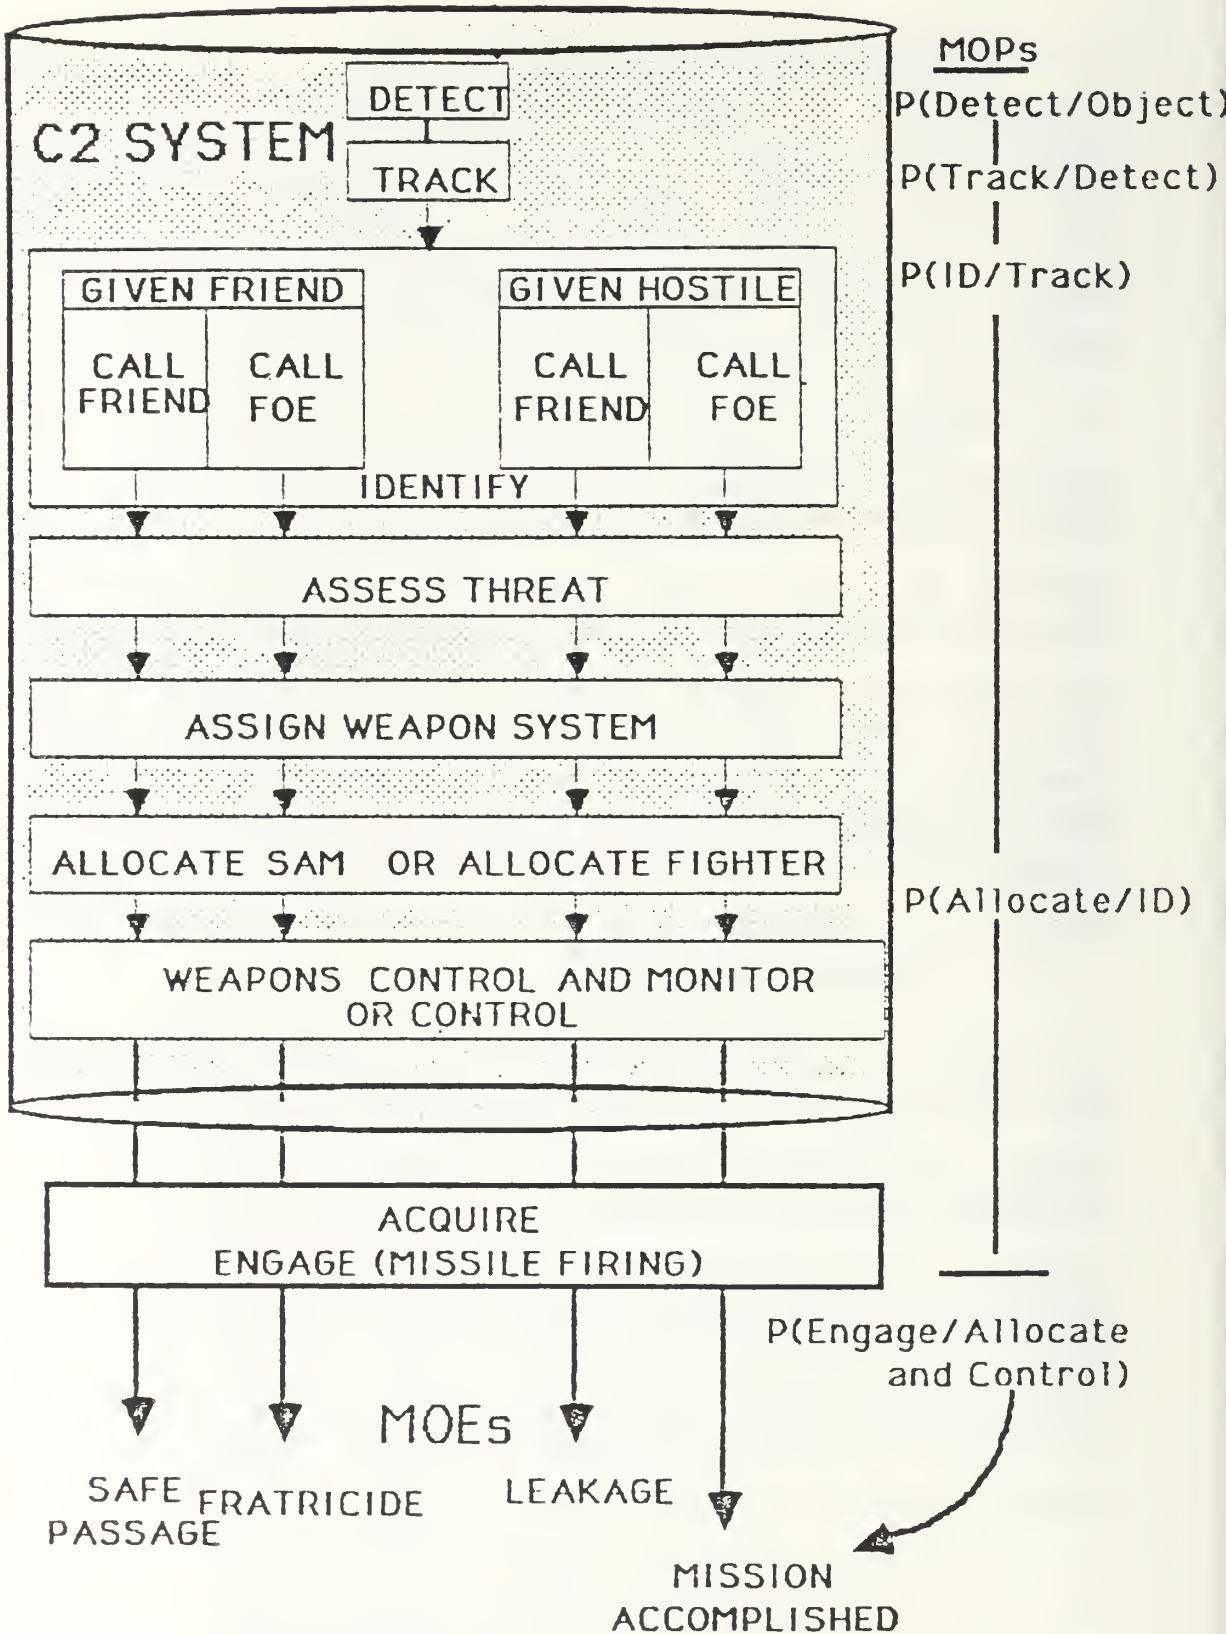 MOPs
DETECT
P(Detect/Object)
C2 SYSTEM
TRACK
P(Track/Detect)
GIVEN FRIEND
GIVEN HOSTILE
P(ID/Track)
CALL
FRIEND
CALL
FOE
CALL
FRIEND
CALL
FOE
IDENTIFY
ASSESS THREAT
ASSIGN WEAPON SYSTEM
ALLOCATE SAM OR ALLOCATE FIGHTER
P(Allocate/ID)
WEAPONS CONTROL AND MONITOR
OR CONTROL
ACQUIRE
ENGAGE (MISSILE FIRING)
P(Engage/Allocate
and Control)
MOEs
SAFE
PASSAGE
FRATRICIDE
LEAKAGE
MISSION
ACCOMPLISHED